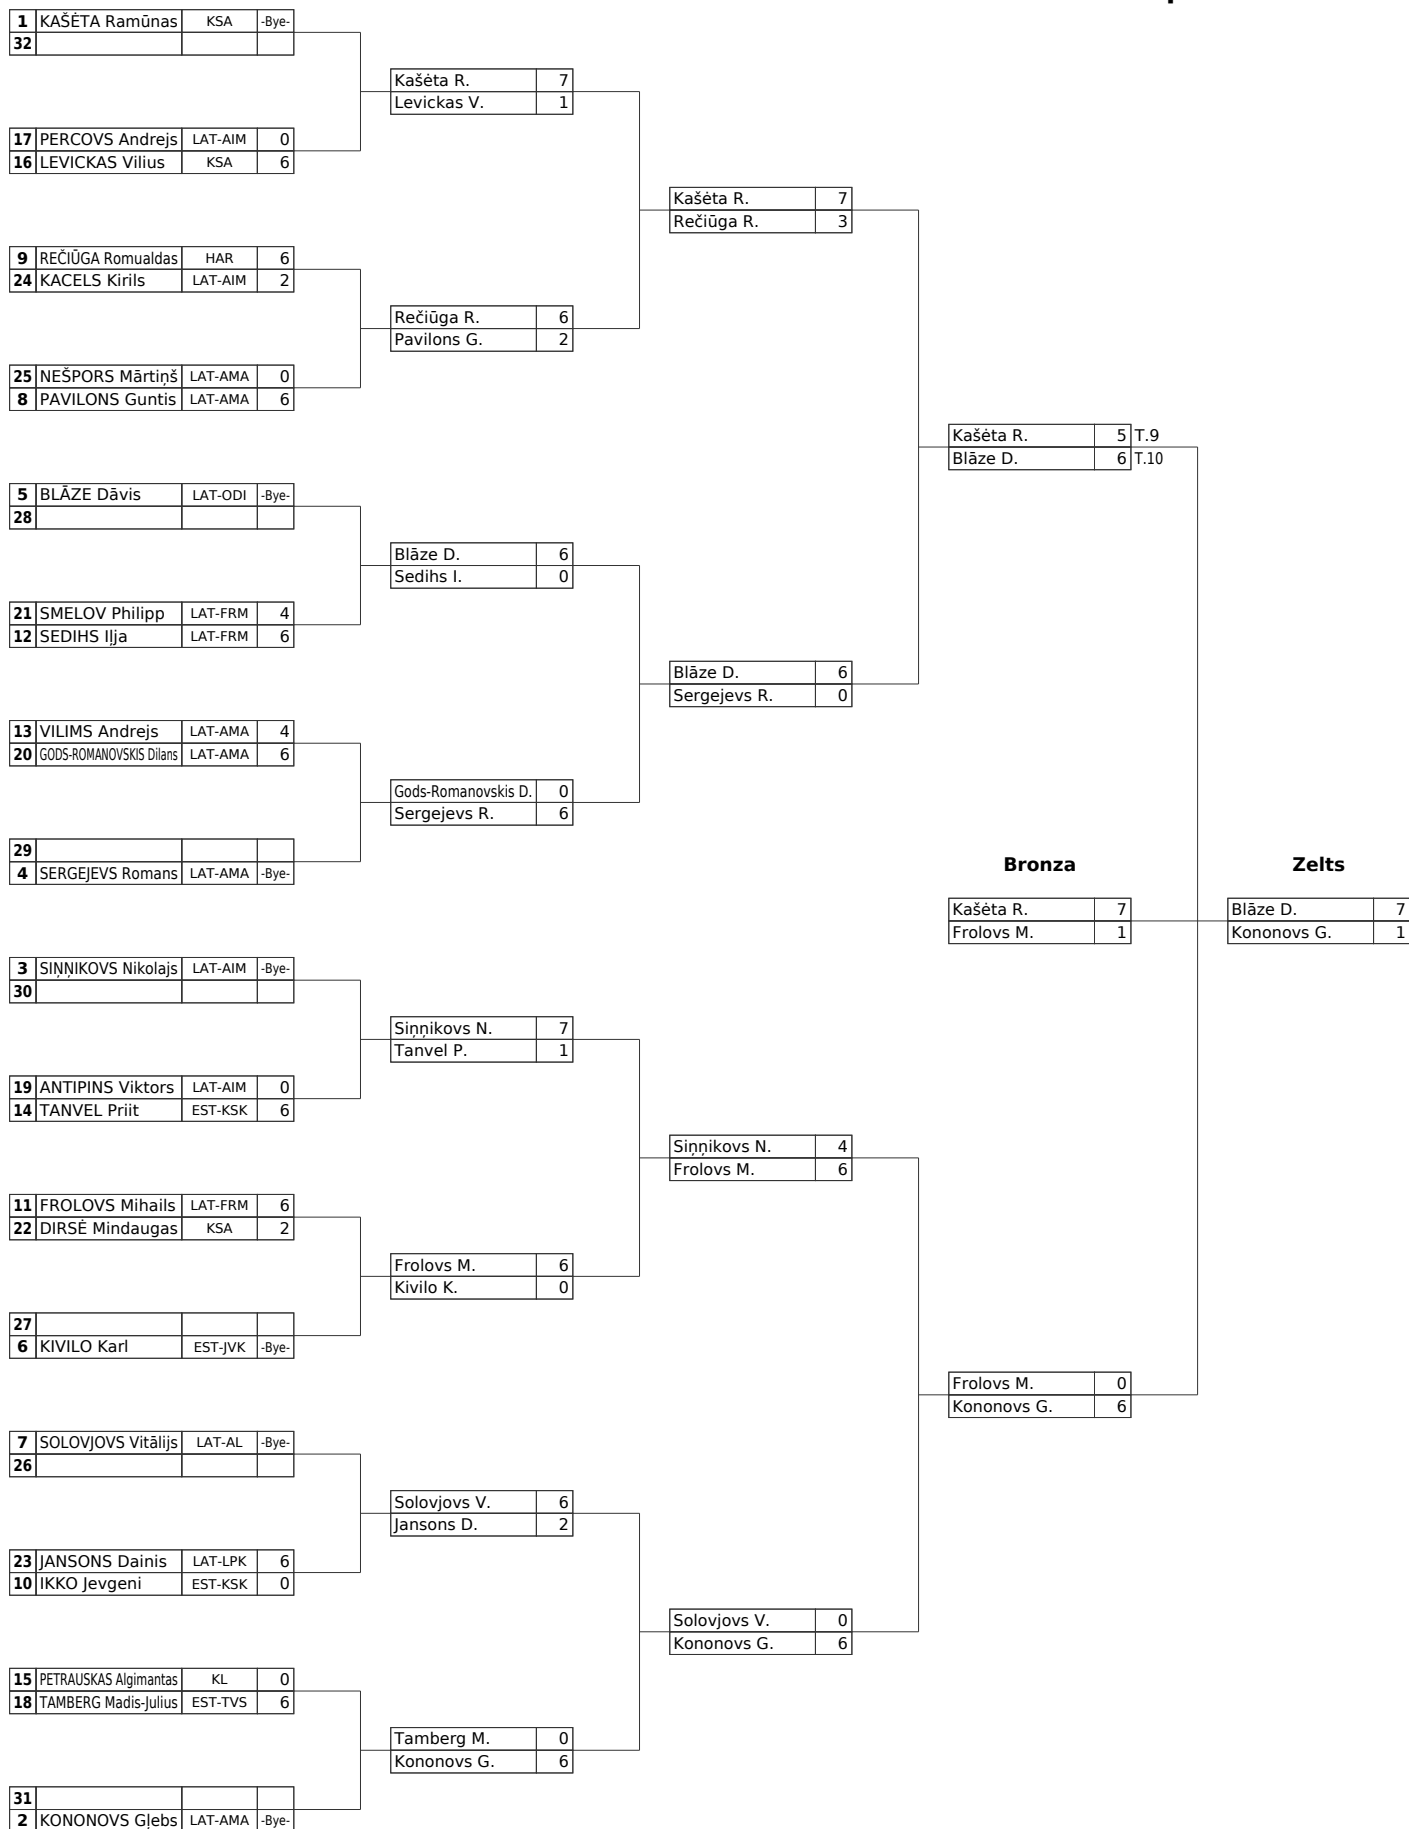 1 KAŠĖTA Ramūnas KSA -Bye-
32
Kašėta R. 7
Levickas V. 1
17 PERCOVS Andrejs LAT-AIM 0
16 LEVICKAS Vilius KSA 6
Kašėta R. 7
Rečiūga R. 3
9 REČIŪGA Romualdas HAR 6
24 KACELS Kirils LAT-AIM 2
Rečiūga R. 6
Pavilons G. 2
25 NEŠPORS Mārtiņš LAT-AMA 0
8 PAVILONS Guntis LAT-AMA 6
Kašėta R. 5 T.9
Blāze D. 6 T.10
5 BLĀZE Dāvis LAT-ODI -Bye-
28
Blāze D. 6
Sedihs I. 0
21 SMELOV Philipp LAT-FRM 4
12 SEDIHS Iļja LAT-FRM 6
Blāze D. 6
Sergejevs R. 0
13 VILIMS Andrejs LAT-AMA 4
20 GODS-ROMANOVSKIS Dilans LAT-AMA 6
Gods-Romanovskis D. 0
Sergejevs R. 6
29
4 SERGEJEVS Romans LAT-AMA -Bye-
Bronza Zelts
Kašėta R. 7 Blāze D. 7
Frolovs M. 1 Kononovs G. 1
3 SIŅŅIKOVS Nikolajs LAT-AIM -Bye-
30
Siņņikovs N. 7
Tanvel P. 1
19 ANTIPINS Viktors LAT-AIM 0
14 TANVEL Priit EST-KSK 6
Siņņikovs N. 4
Frolovs M. 6
11 FROLOVS Mihails LAT-FRM 6
22 DIRSĖ Mindaugas KSA 2
Frolovs M. 6
Kivilo K. 0
27
6 KIVILO Karl EST-JVK -Bye-
Frolovs M. 0
Kononovs G. 6
7 SOLOVJOVS Vitālijs LAT-AL -Bye-
26
Solovjovs V. 6
Jansons D. 2
23 JANSONS Dainis LAT-LPK 6
10 IKKO Jevgeni EST-KSK 0
Solovjovs V. 0
Kononovs G. 6
15 PETRAUSKAS Algimantas KL 0
18 TAMBERG Madis-Julius EST-TVS 6
Tamberg M. 0
Kononovs G. 6
31
2 KONONOVS Gļebs LAT-AMA -Bye-